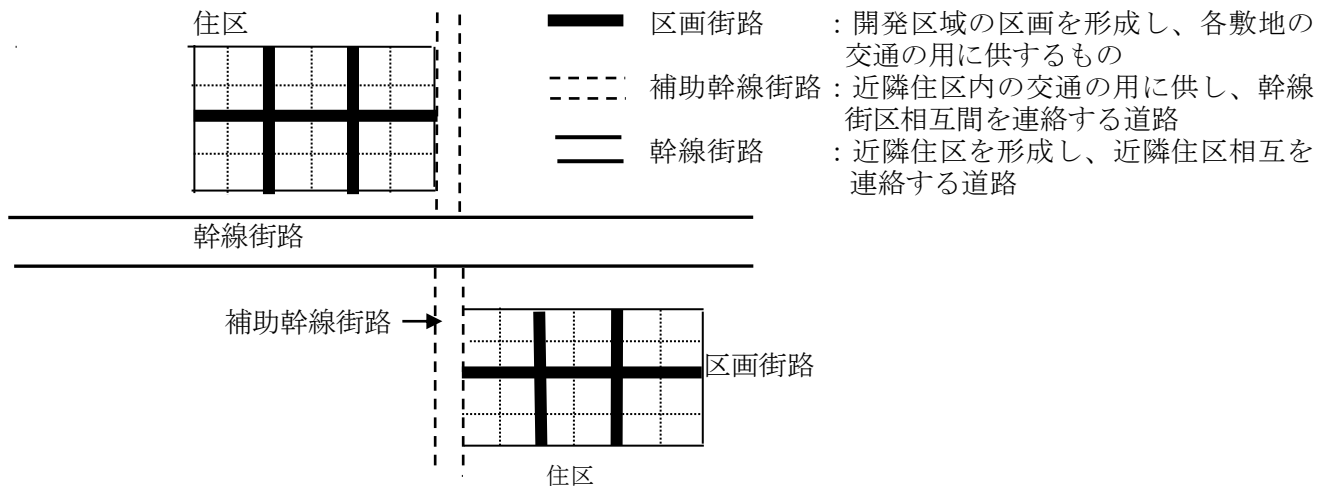 住区
区画街路 ：開発区域の区画を形成し、各敷地の
交通の用に供するもの
補助幹線街路：近隣住区内の交通の用に供し、幹線
街区相互間を連絡する道路
幹線街路 ：近隣住区を形成し、近隣住区相互を
連絡する道路
幹線街路
補助幹線街路
区画街路
住区